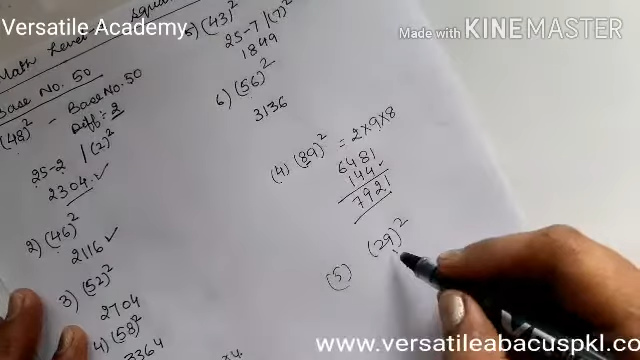 Versatile Academy
Made with KINEMASTER
Math Level
Square
Base No. 50
(48)² - Base No. 50
Diff:- 2
25-2 | (2)²
2304 ✓
2) (46)²
2116 ✓
3) (52)²
2704
4) (58)²
3364
5) (43)²
25-7 | (7)²
1849
6) (56)²
3136
(4) (89)² = 2×9×8
6481
144
7921
(5) (29)²
www.versatileabacuspkl.com